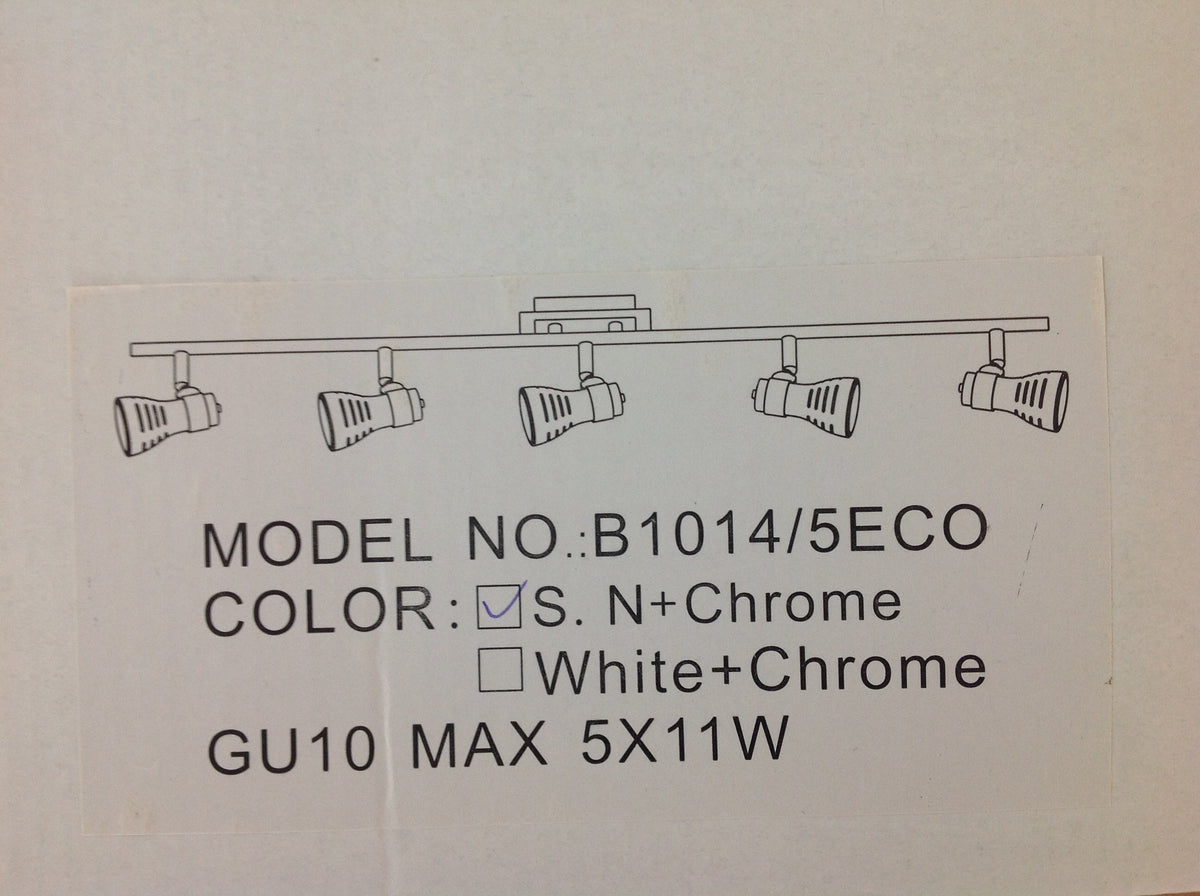 MODEL NO.:B1014/5ECO
COLOR: ☑S. N+Chrome
☐White+Chrome
GU10 MAX 5X11W